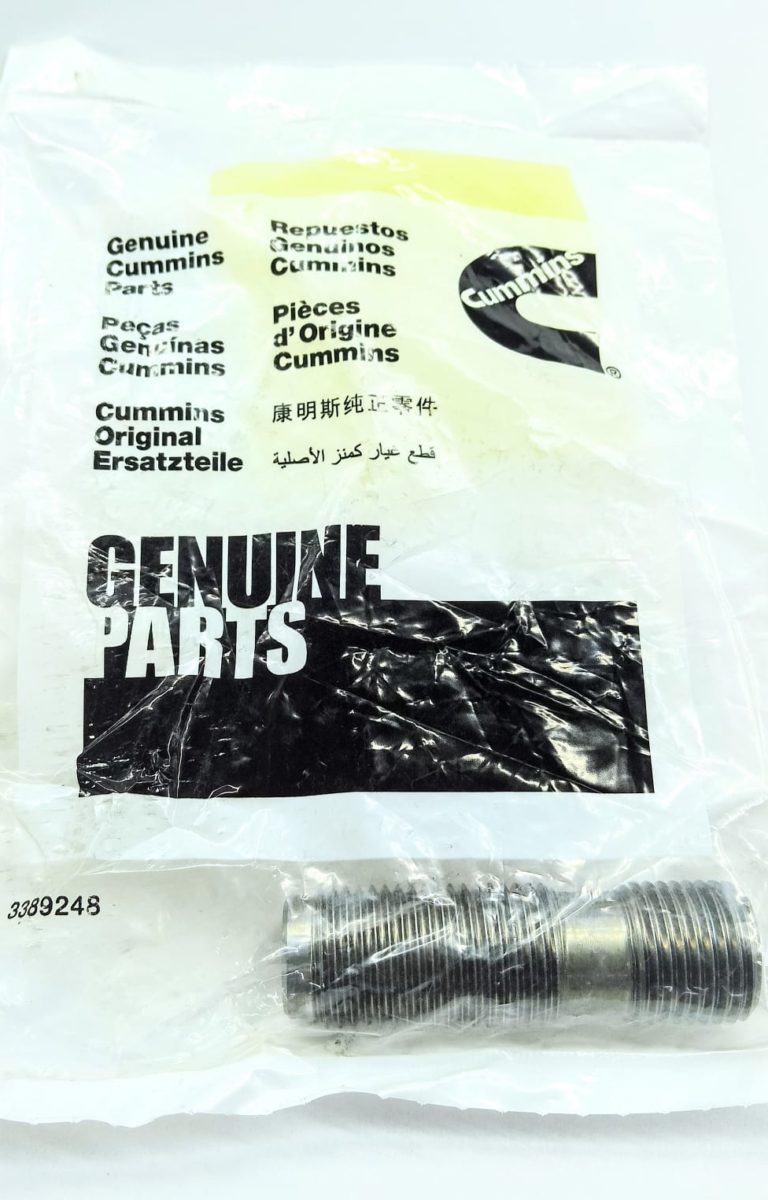 Genuine
Cummins
Parts
Repuestos
Genuinos
Cummins
Cummins
®
Peças
Genuínas
Cummins
Pièces
d'Origine
Cummins
Cummins
Original
Ersatzteile
康明斯纯正零件
قطع غيار كمنز الأصلية
GENUINE
PARTS
3389248